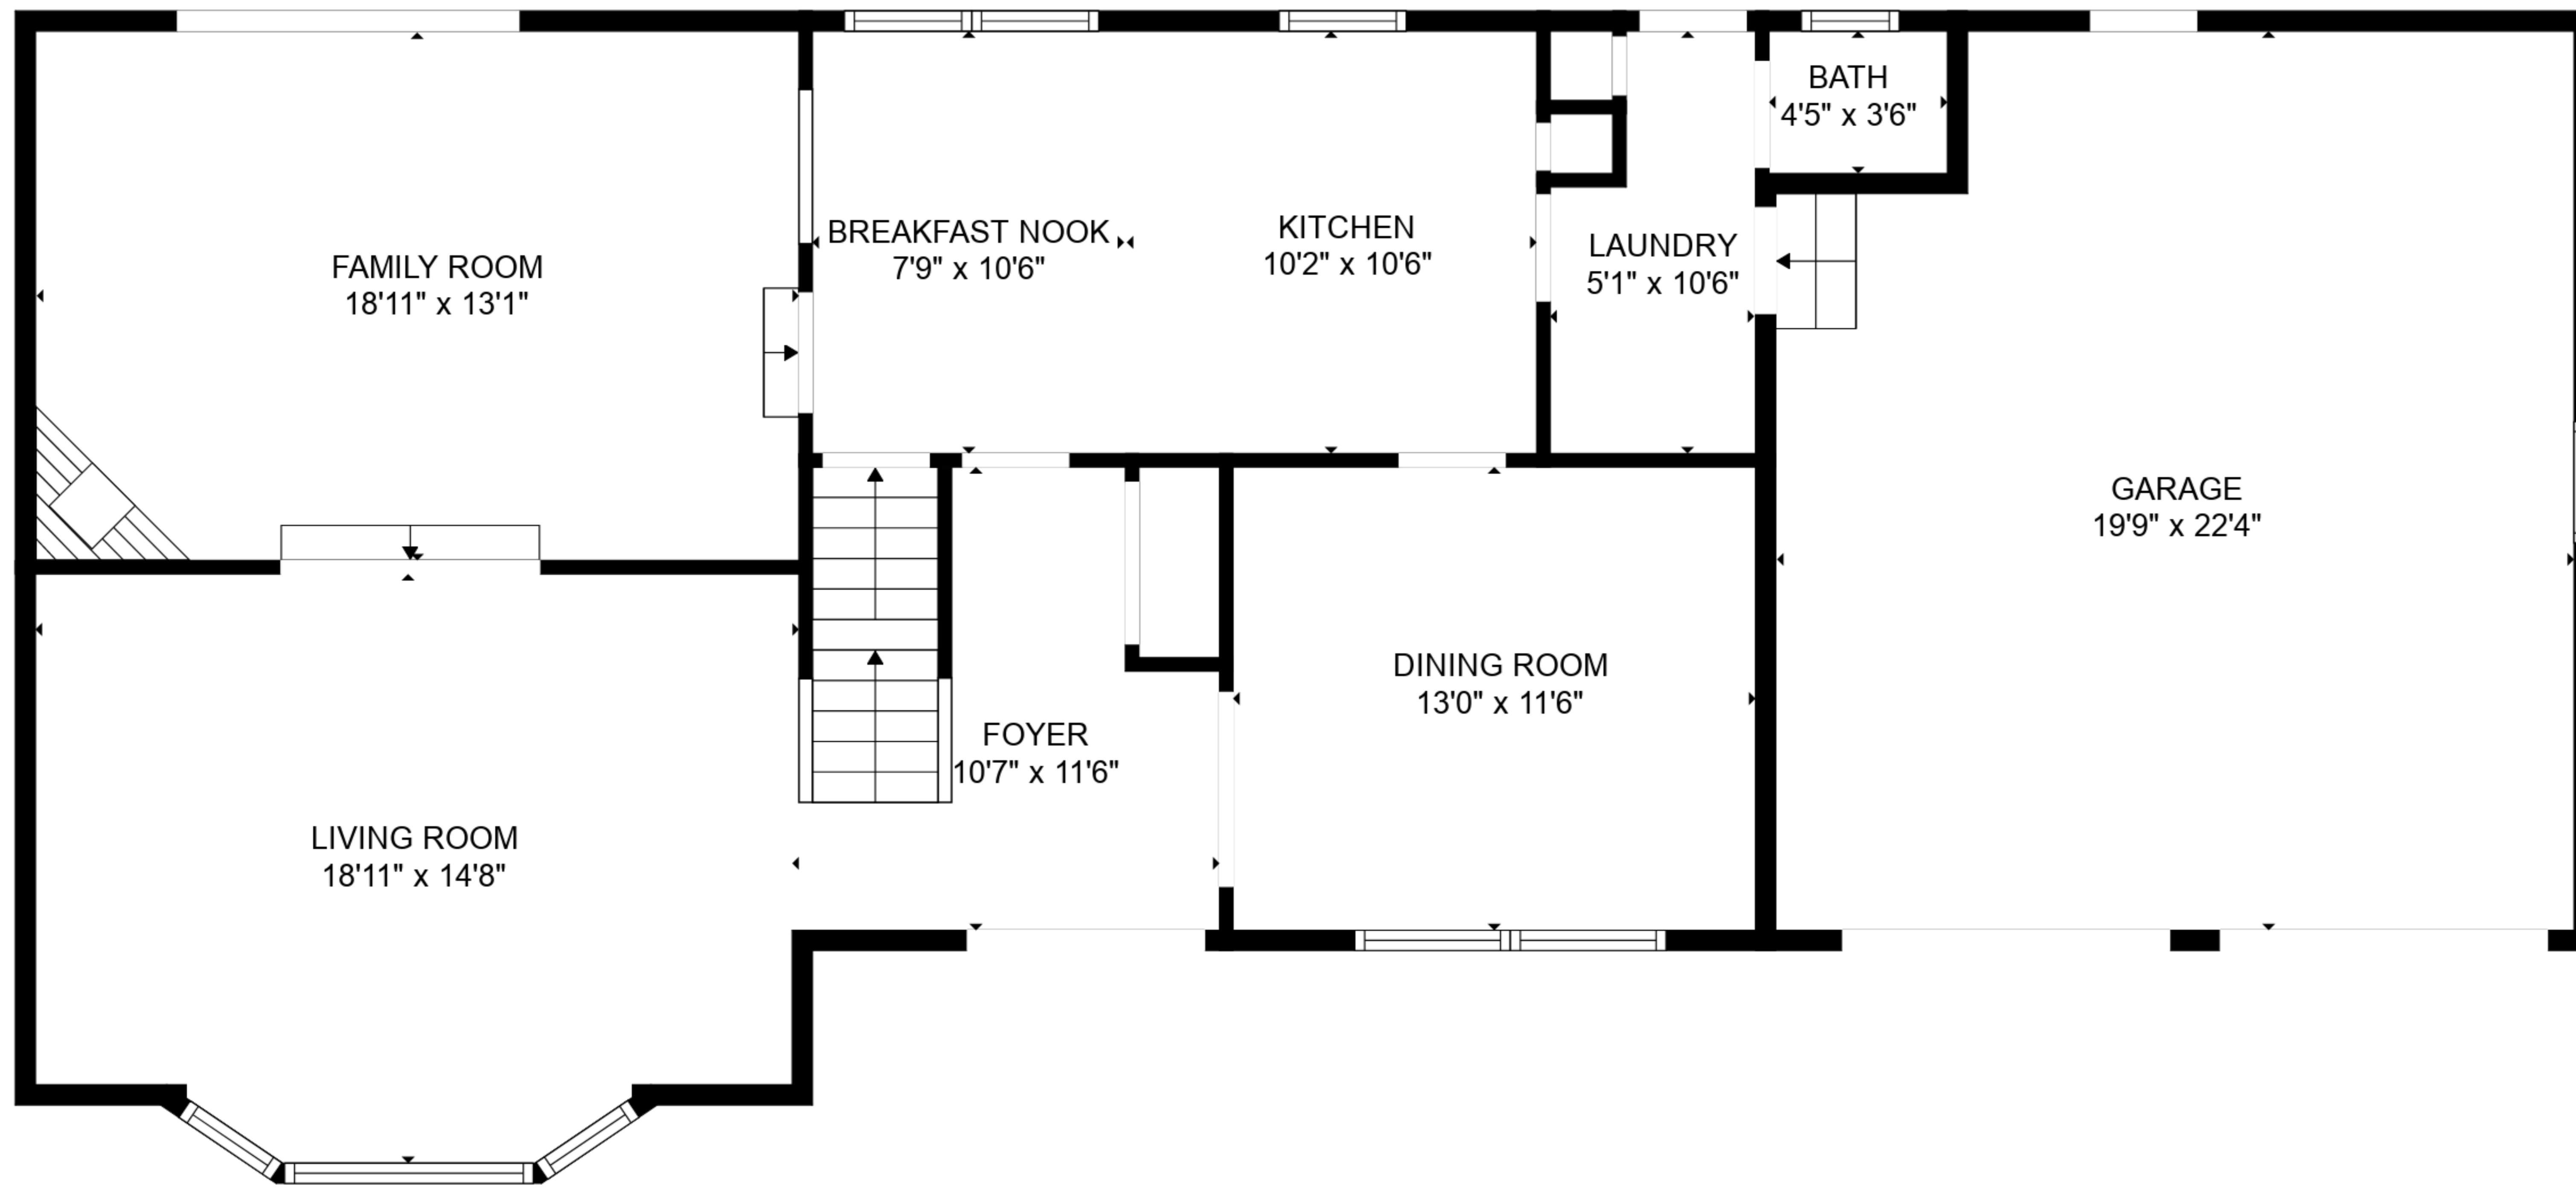 BATH
4'5" x 3'6"
BREAKFAST NOOK
7'9" x 10'6"
KITCHEN
10'2" x 10'6"
LAUNDRY
5'1" x 10'6"
FAMILY ROOM
18'11" x 13'1"
GARAGE
19'9" x 22'4"
DINING ROOM
13'0" x 11'6"
FOYER
10'7" x 11'6"
LIVING ROOM
18'11" x 14'8"